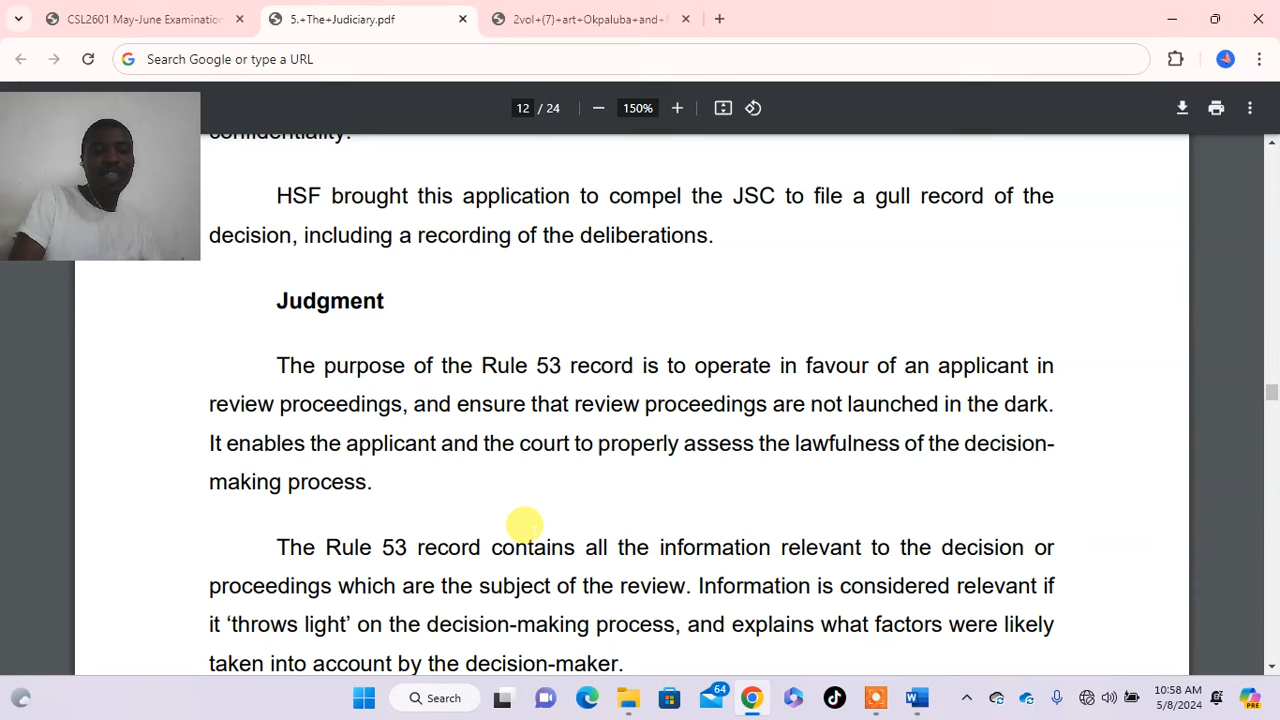 CSL2601 May-June Examination
5.+The+Judiciary.pdf
2vol+(7)+art+Okpaluba+and+
Search Google or type a URL
12 / 24
150%
confidentiality.
HSF brought this application to compel the JSC to file a gull record of the
decision, including a recording of the deliberations.
Judgment
The purpose of the Rule 53 record is to operate in favour of an applicant in
review proceedings, and ensure that review proceedings are not launched in the dark.
It enables the applicant and the court to properly assess the lawfulness of the decision-
making process.
The Rule 53 record contains all the information relevant to the decision or
proceedings which are the subject of the review. Information is considered relevant if
it ‘throws light’ on the decision-making process, and explains what factors were likely
taken into account by the decision-maker.
Search
64
10:58 AM
5/8/2024
PRE